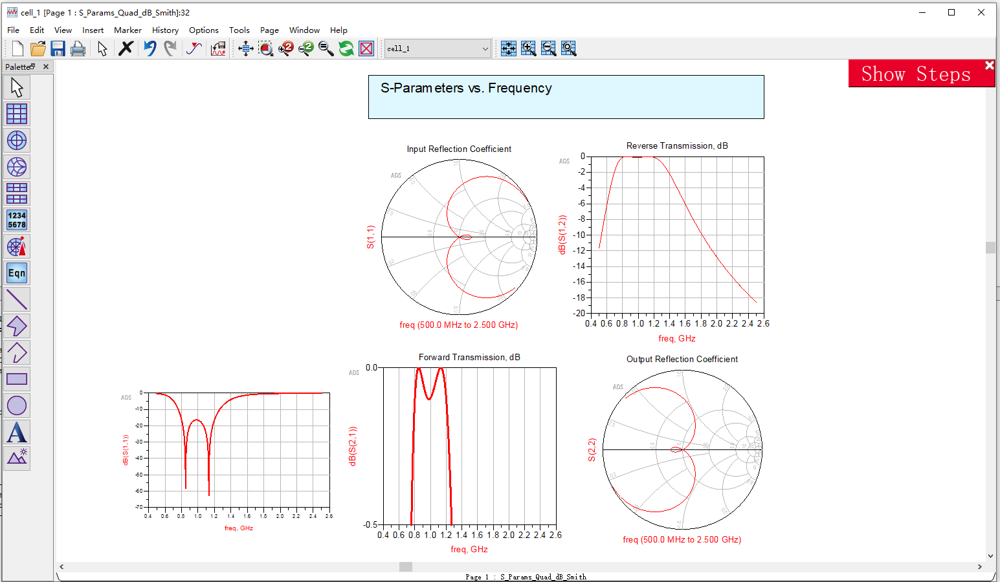 cell_1 [Page 1 : S_Params_Quad_dB_Smith]:32
File Edit View Insert Marker History Options Tools Page Window Help
cell_1
Palette
Show Steps
1234
5678
Eqn
A
S-Parameters vs. Frequency
Input Reflection Coefficient
ADS
S(1,1)
freq (500.0 MHz to 2.500 GHz)
Reverse Transmission, dB
ADS
0
-2
-4
-6
-8
-10
-12
-14
-16
-18
-20
dB(S(1,2))
0.4 0.6 0.8 1.0 1.2 1.4 1.6 1.8 2.0 2.2 2.4 2.6
freq, GHz
ADS
0
-10
-20
-30
-40
-50
-60
-70
dB(S(1,1))
0.4 0.6 0.8 1.0 1.2 1.4 1.6 1.8 2.0 2.2 2.4 2.6
freq, GHz
Forward Transmission, dB
ADS
0.0
-0.5
dB(S(2,1))
0.4 0.6 0.8 1.0 1.2 1.4 1.6 1.8 2.0 2.2 2.4 2.6
freq, GHz
Output Reflection Coefficient
ADS
S(2,2)
freq (500.0 MHz to 2.500 GHz)
Page 1 : S_Params_Quad_dB_Smith